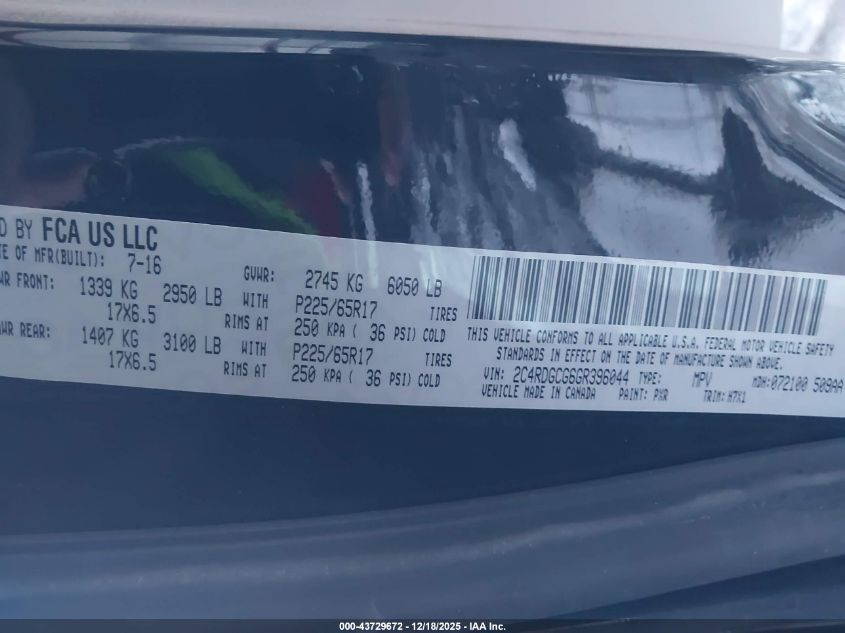 D BY FCA US LLC
TE OF MFR(BUILT): 7-16
GVWR: 2745 KG 6050 LB
WR FRONT: 1339 KG 2950 LB WITH P225/65R17 TIRES
17X6.5 RIMS AT 250 KPA ( 36 PSI) COLD
WR REAR: 1407 KG 3100 LB WITH P225/65R17 TIRES
17X6.5 RIMS AT 250 KPA ( 36 PSI) COLD
THIS VEHICLE CONFORMS TO ALL APPLICABLE U.S.A. FEDERAL MOTOR VEHICLE SAFETY
STANDARDS IN EFFECT ON THE DATE OF MANUFACTURE SHOWN ABOVE.
VIN: 2C4RDGCG6GR396044 TYPE: MPV MDH:072100 509AA
VEHICLE MADE IN CANADA PAINT: PXR TRIM: H7X1
000-43729672 / 12/18/2025 - IAA Inc.